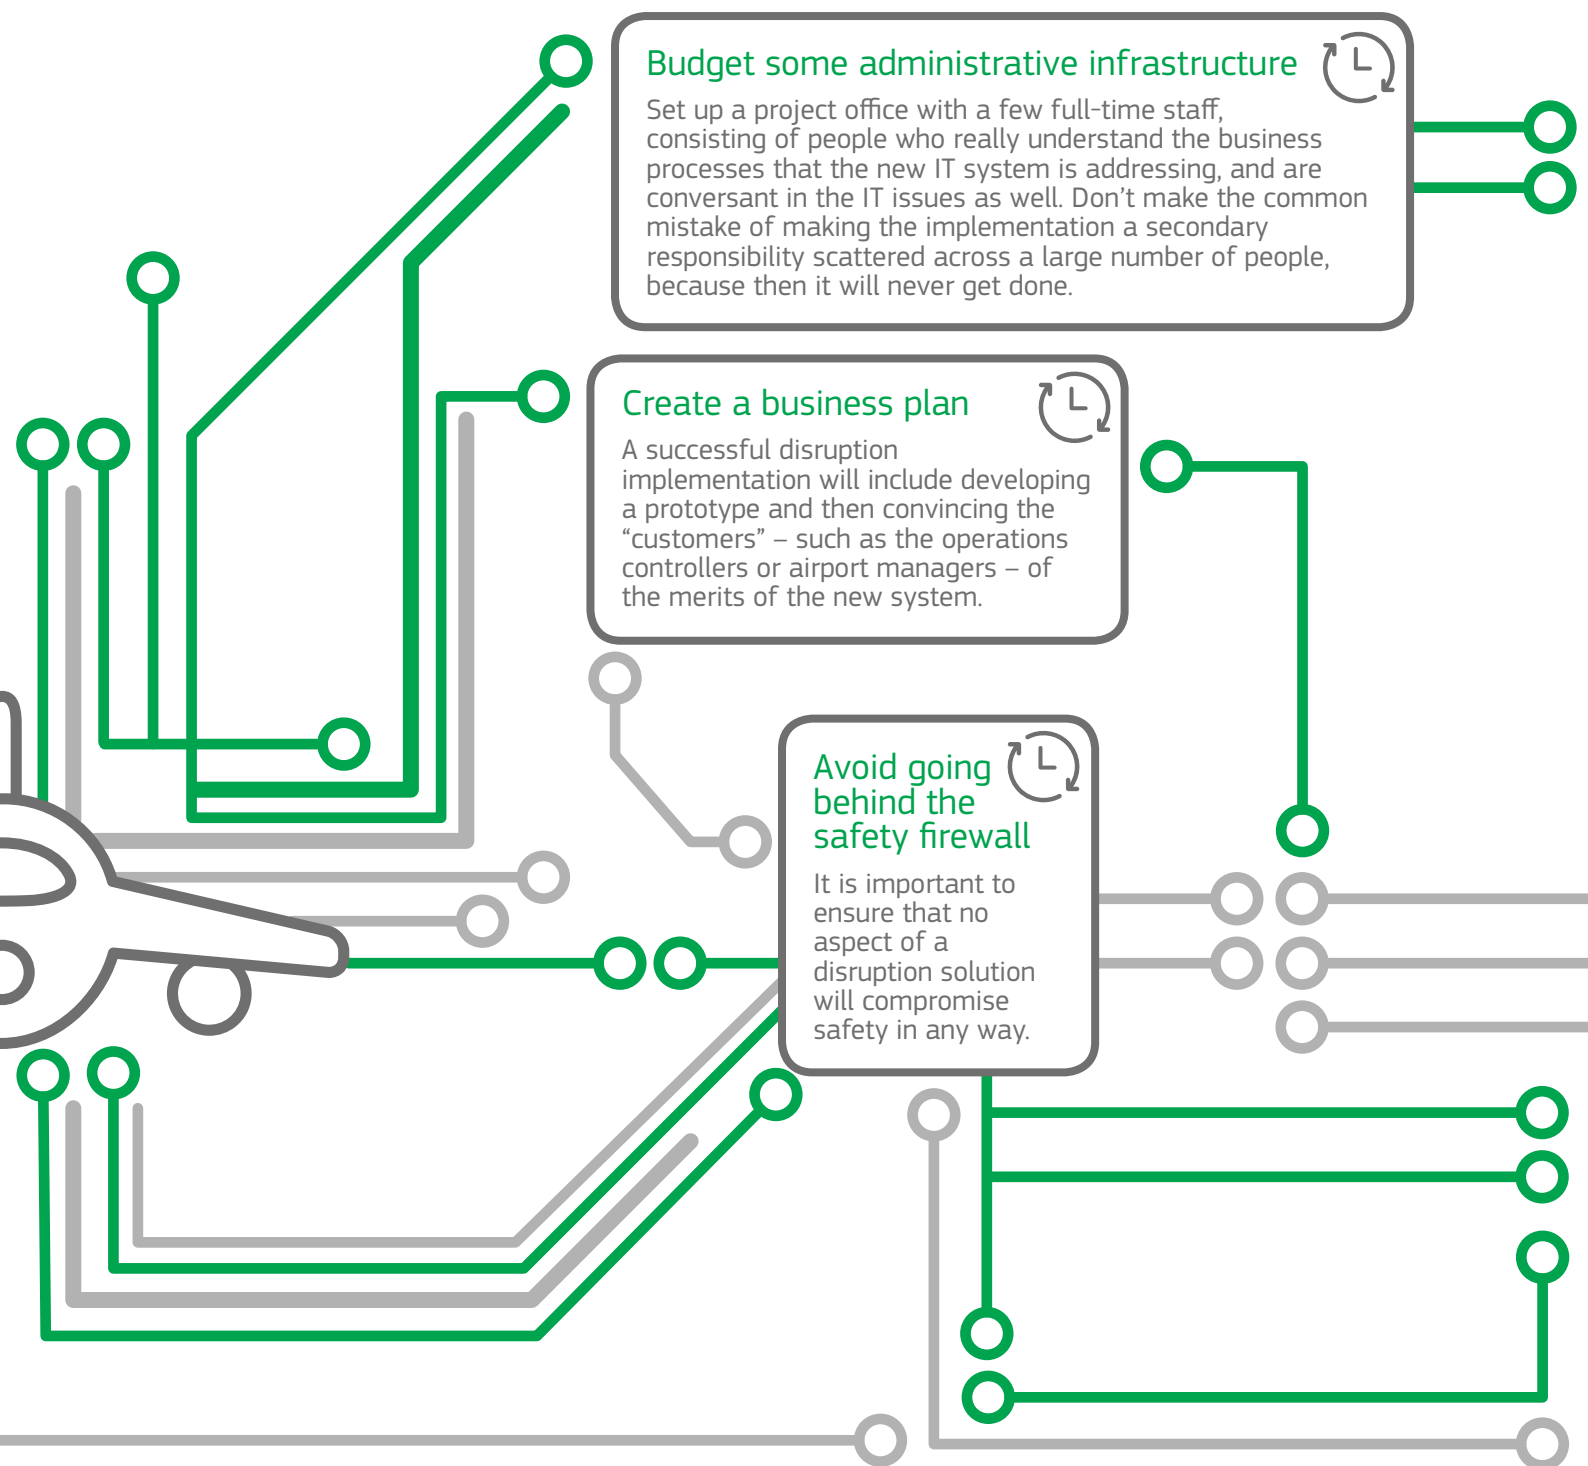 Budget some administrative infrastructure
Set up a project office with a few full-time staff,
consisting of people who really understand the business
processes that the new IT system is addressing, and are
conversant in the IT issues as well. Don’t make the common
mistake of making the implementation a secondary
responsibility scattered across a large number of people,
because then it will never get done.
Create a business plan
A successful disruption
implementation will include developing
a prototype and then convincing the
“customers” – such as the operations
controllers or airport managers – of
the merits of the new system.
Avoid going
behind the
safety firewall
It is important to
ensure that no
aspect of a
disruption solution
will compromise
safety in any way.